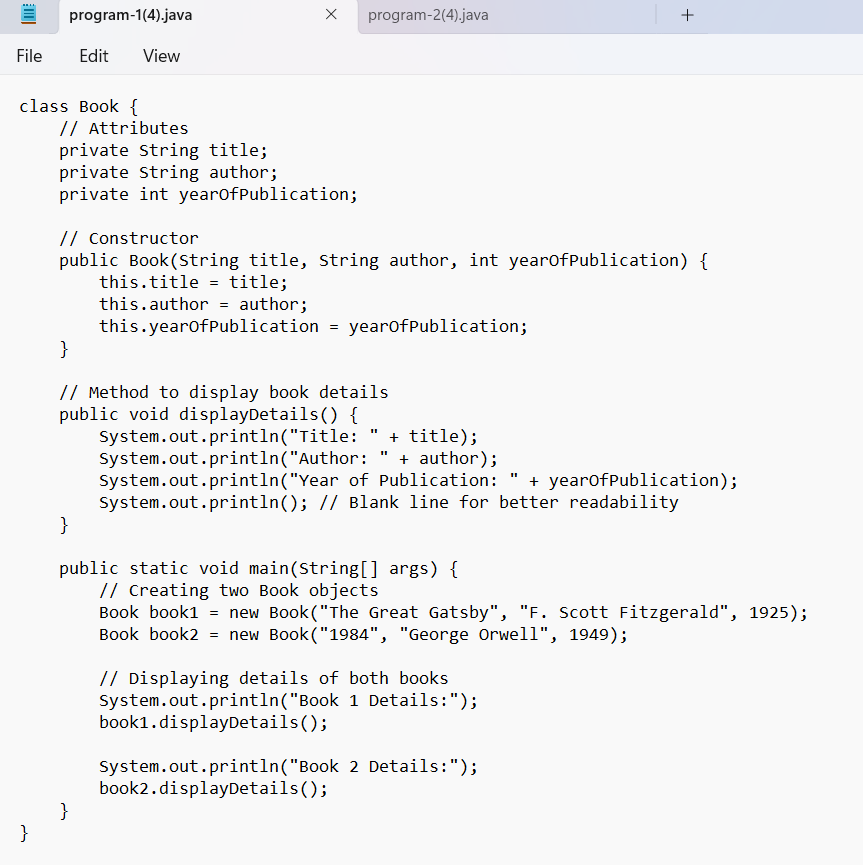 program-1(4).java
program-2(4).java
File Edit View
class Book {
    // Attributes
    private String title;
    private String author;
    private int yearOfPublication;

    // Constructor
    public Book(String title, String author, int yearOfPublication) {
        this.title = title;
        this.author = author;
        this.yearOfPublication = yearOfPublication;
    }

    // Method to display book details
    public void displayDetails() {
        System.out.println("Title: " + title);
        System.out.println("Author: " + author);
        System.out.println("Year of Publication: " + yearOfPublication);
        System.out.println(); // Blank line for better readability
    }

    public static void main(String[] args) {
        // Creating two Book objects
        Book book1 = new Book("The Great Gatsby", "F. Scott Fitzgerald", 1925);
        Book book2 = new Book("1984", "George Orwell", 1949);

        // Displaying details of both books
        System.out.println("Book 1 Details:");
        book1.displayDetails();

        System.out.println("Book 2 Details:");
        book2.displayDetails();
    }
}